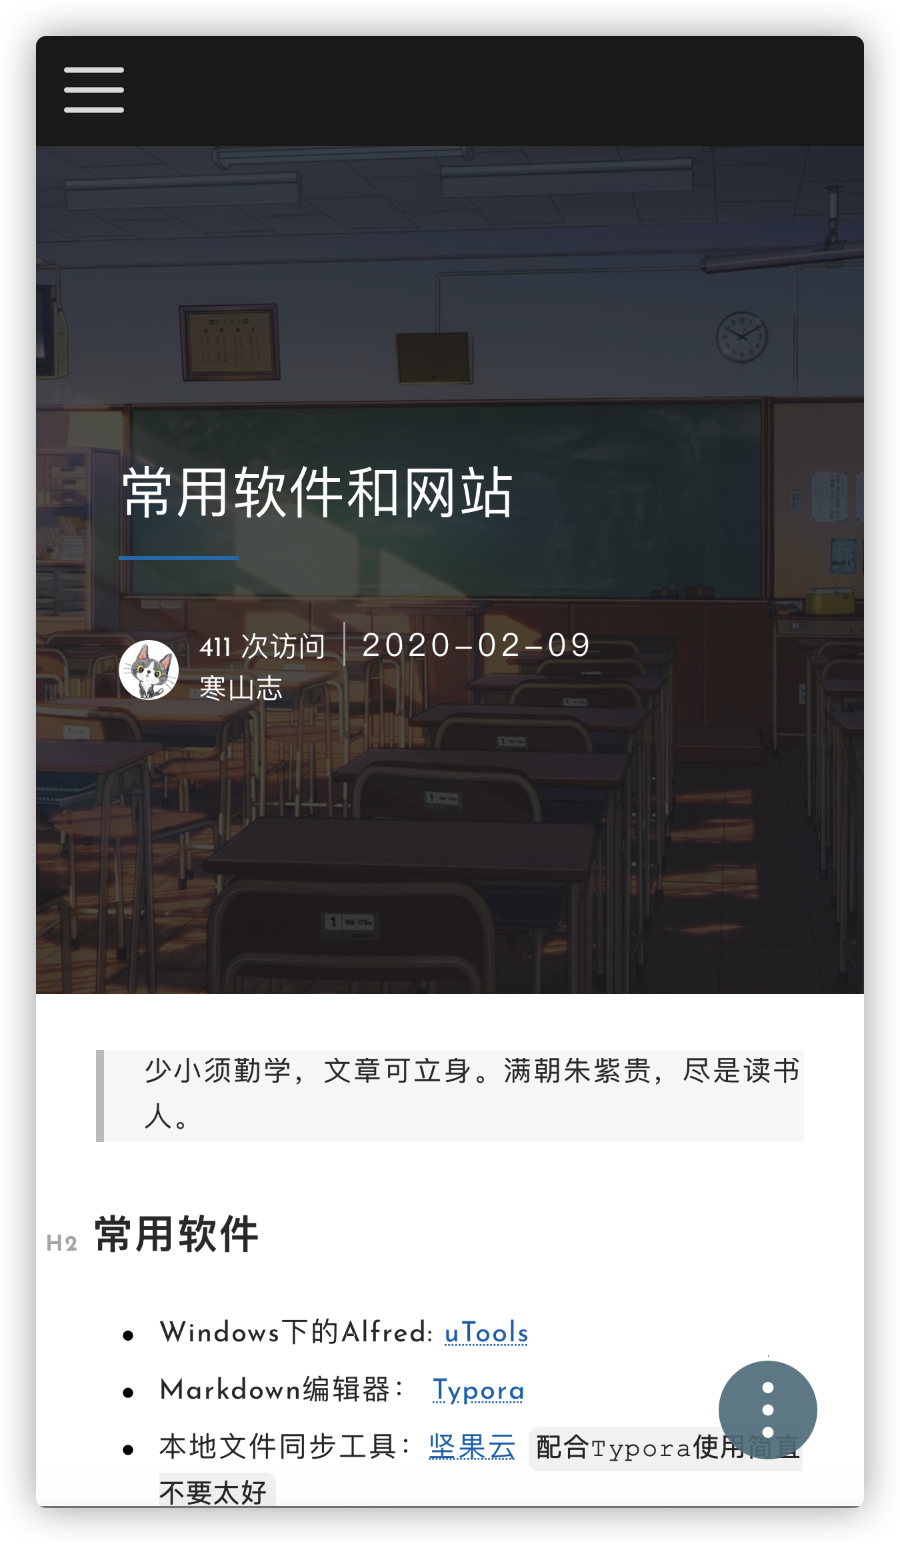 常用软件和网站
411 次访问 | 2020-02-09
寒山志
少小须勤学，文章可立身。满朝朱紫贵，尽是读书
人。
H2 常用软件
Windows下的Alfred: uTools
Markdown编辑器： Typora
本地文件同步工具：坚果云 配合Typora使用简直
不要太好